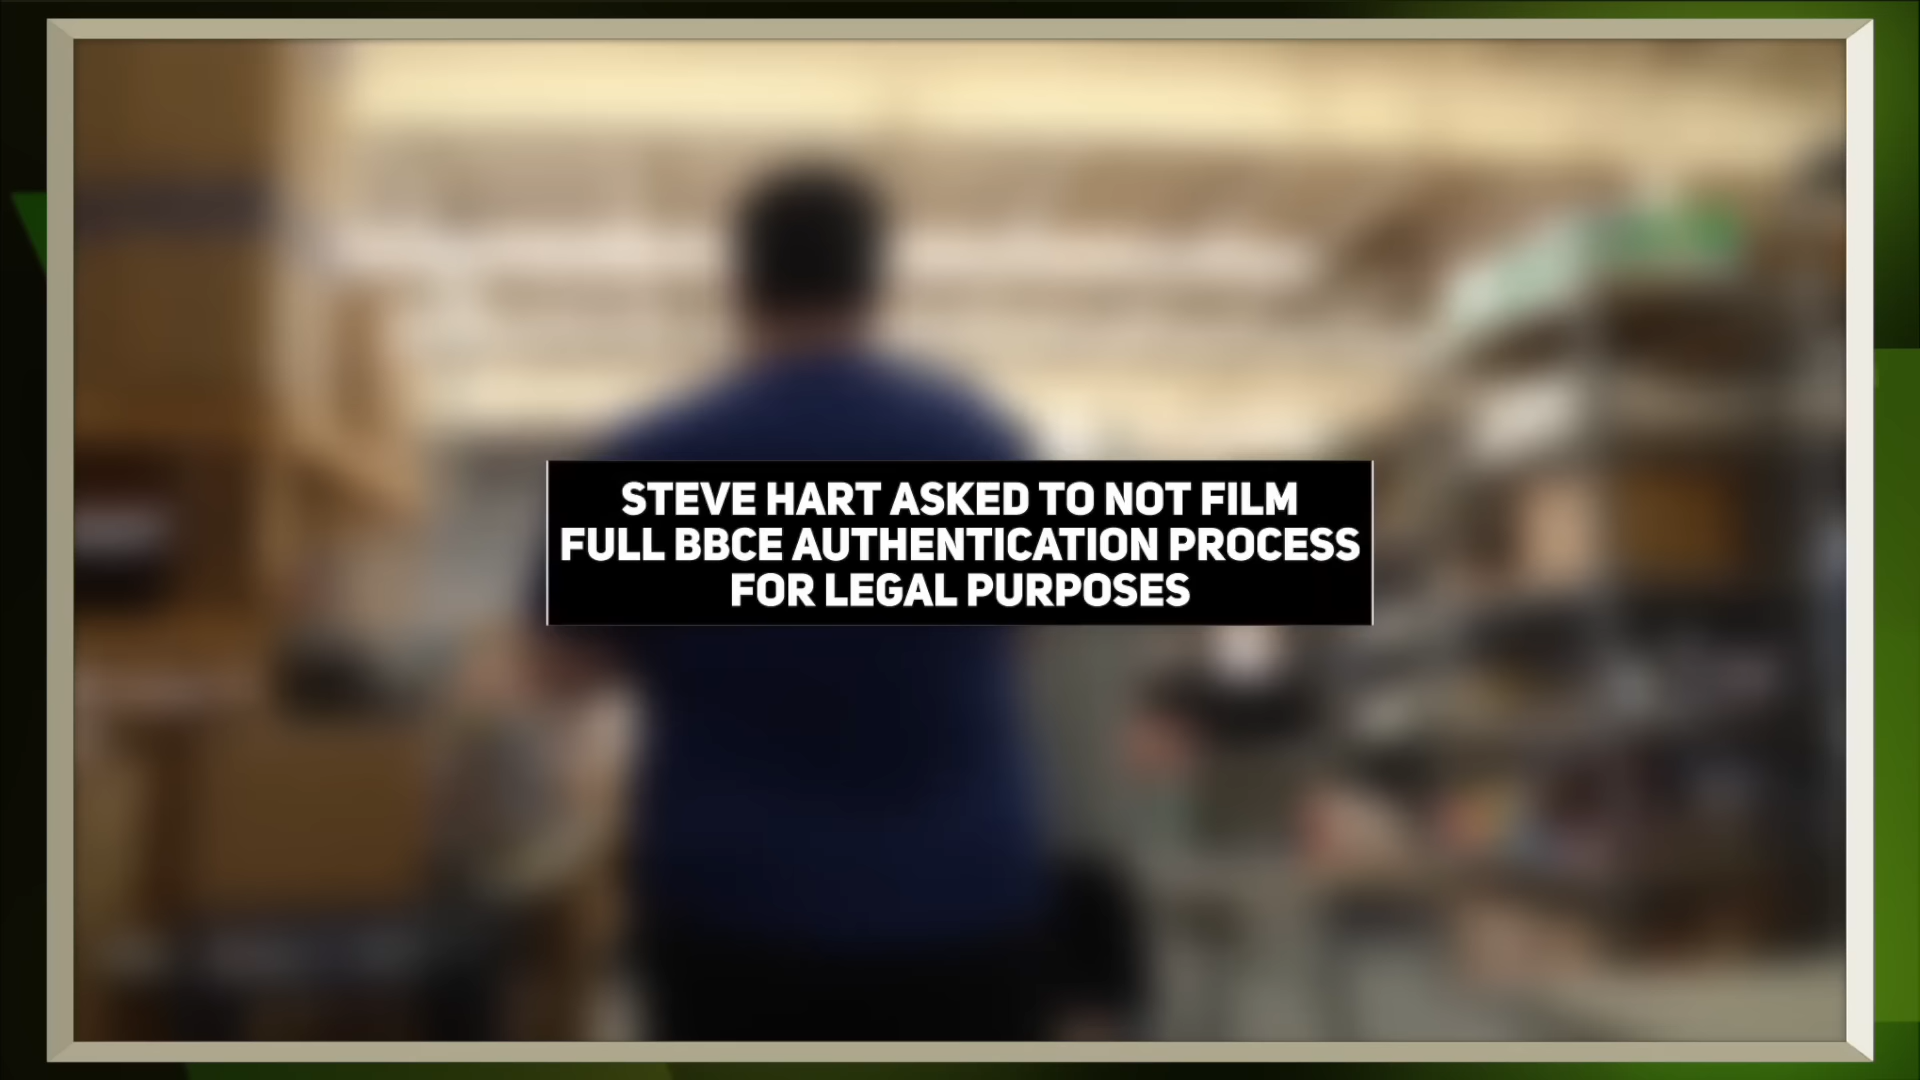 STEVE HART ASKED TO NOT FILM
FULL BBCE AUTHENTICATION PROCESS
FOR LEGAL PURPOSES